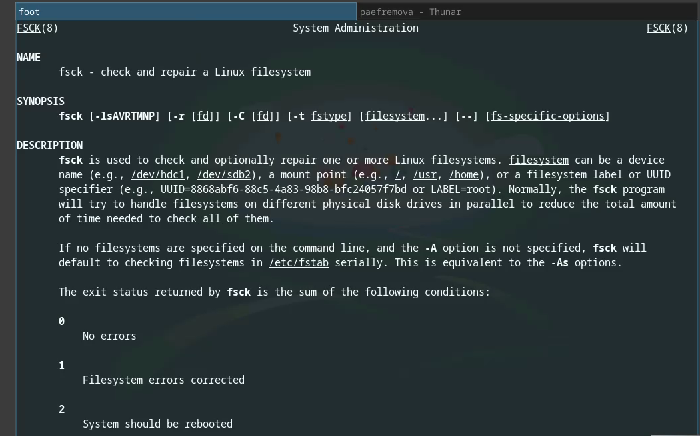 foot
paefremova - Thunar
FSCK(8) System Administration FSCK(8)
NAME
fsck - check and repair a Linux filesystem
SYNOPSIS
fsck [-lsAVRTMNP] [-r [fd]] [-C [fd]] [-t fstype] [filesystem...] [--] [fs-specific-options]
DESCRIPTION
fsck is used to check and optionally repair one or more Linux filesystems. filesystem can be a device
name (e.g., /dev/hdc1, /dev/sdb2), a mount point (e.g., /, /usr, /home), or a filesystem label or UUID
specifier (e.g., UUID=8868abf6-88c5-4a83-98b8-bfc24057f7bd or LABEL=root). Normally, the fsck program
will try to handle filesystems on different physical disk drives in parallel to reduce the total amount
of time needed to check all of them.
If no filesystems are specified on the command line, and the -A option is not specified, fsck will
default to checking filesystems in /etc/fstab serially. This is equivalent to the -As options.
The exit status returned by fsck is the sum of the following conditions:
0
No errors
1
Filesystem errors corrected
2
System should be rebooted